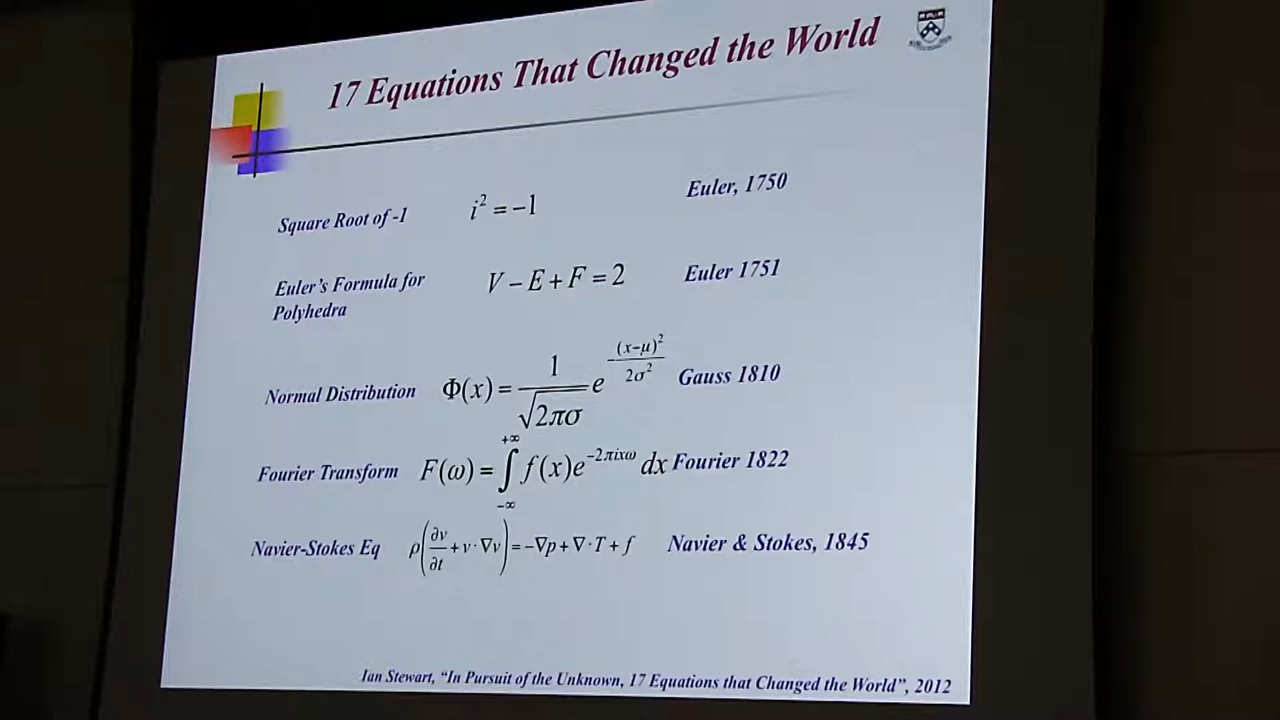 17 Equations That Changed the World
Square Root of -1 i² = −1 Euler, 1750
Euler's Formula for Polyhedra V − E + F = 2 Euler 1751
Normal Distribution Φ(x) = 1/√2πσ e^−(x−μ)²/2σ² Gauss 1810
Fourier Transform F(ω) = ∫−∞+∞ f(x)e^−2πixω dx Fourier 1822
Navier-Stokes Eq ρ(∂v/∂t + v · ∇v) = −∇p + ∇ · T + f Navier & Stokes, 1845
Ian Stewart, "In Pursuit of the Unknown, 17 Equations that Changed the World", 2012